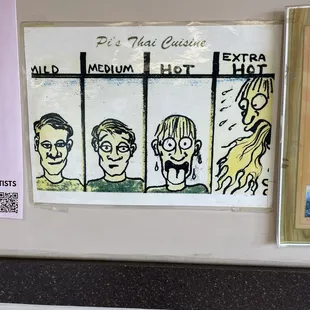 Pi's Thai Cuisine
MILD MEDIUM HOT EXTRA HOT
TISTS